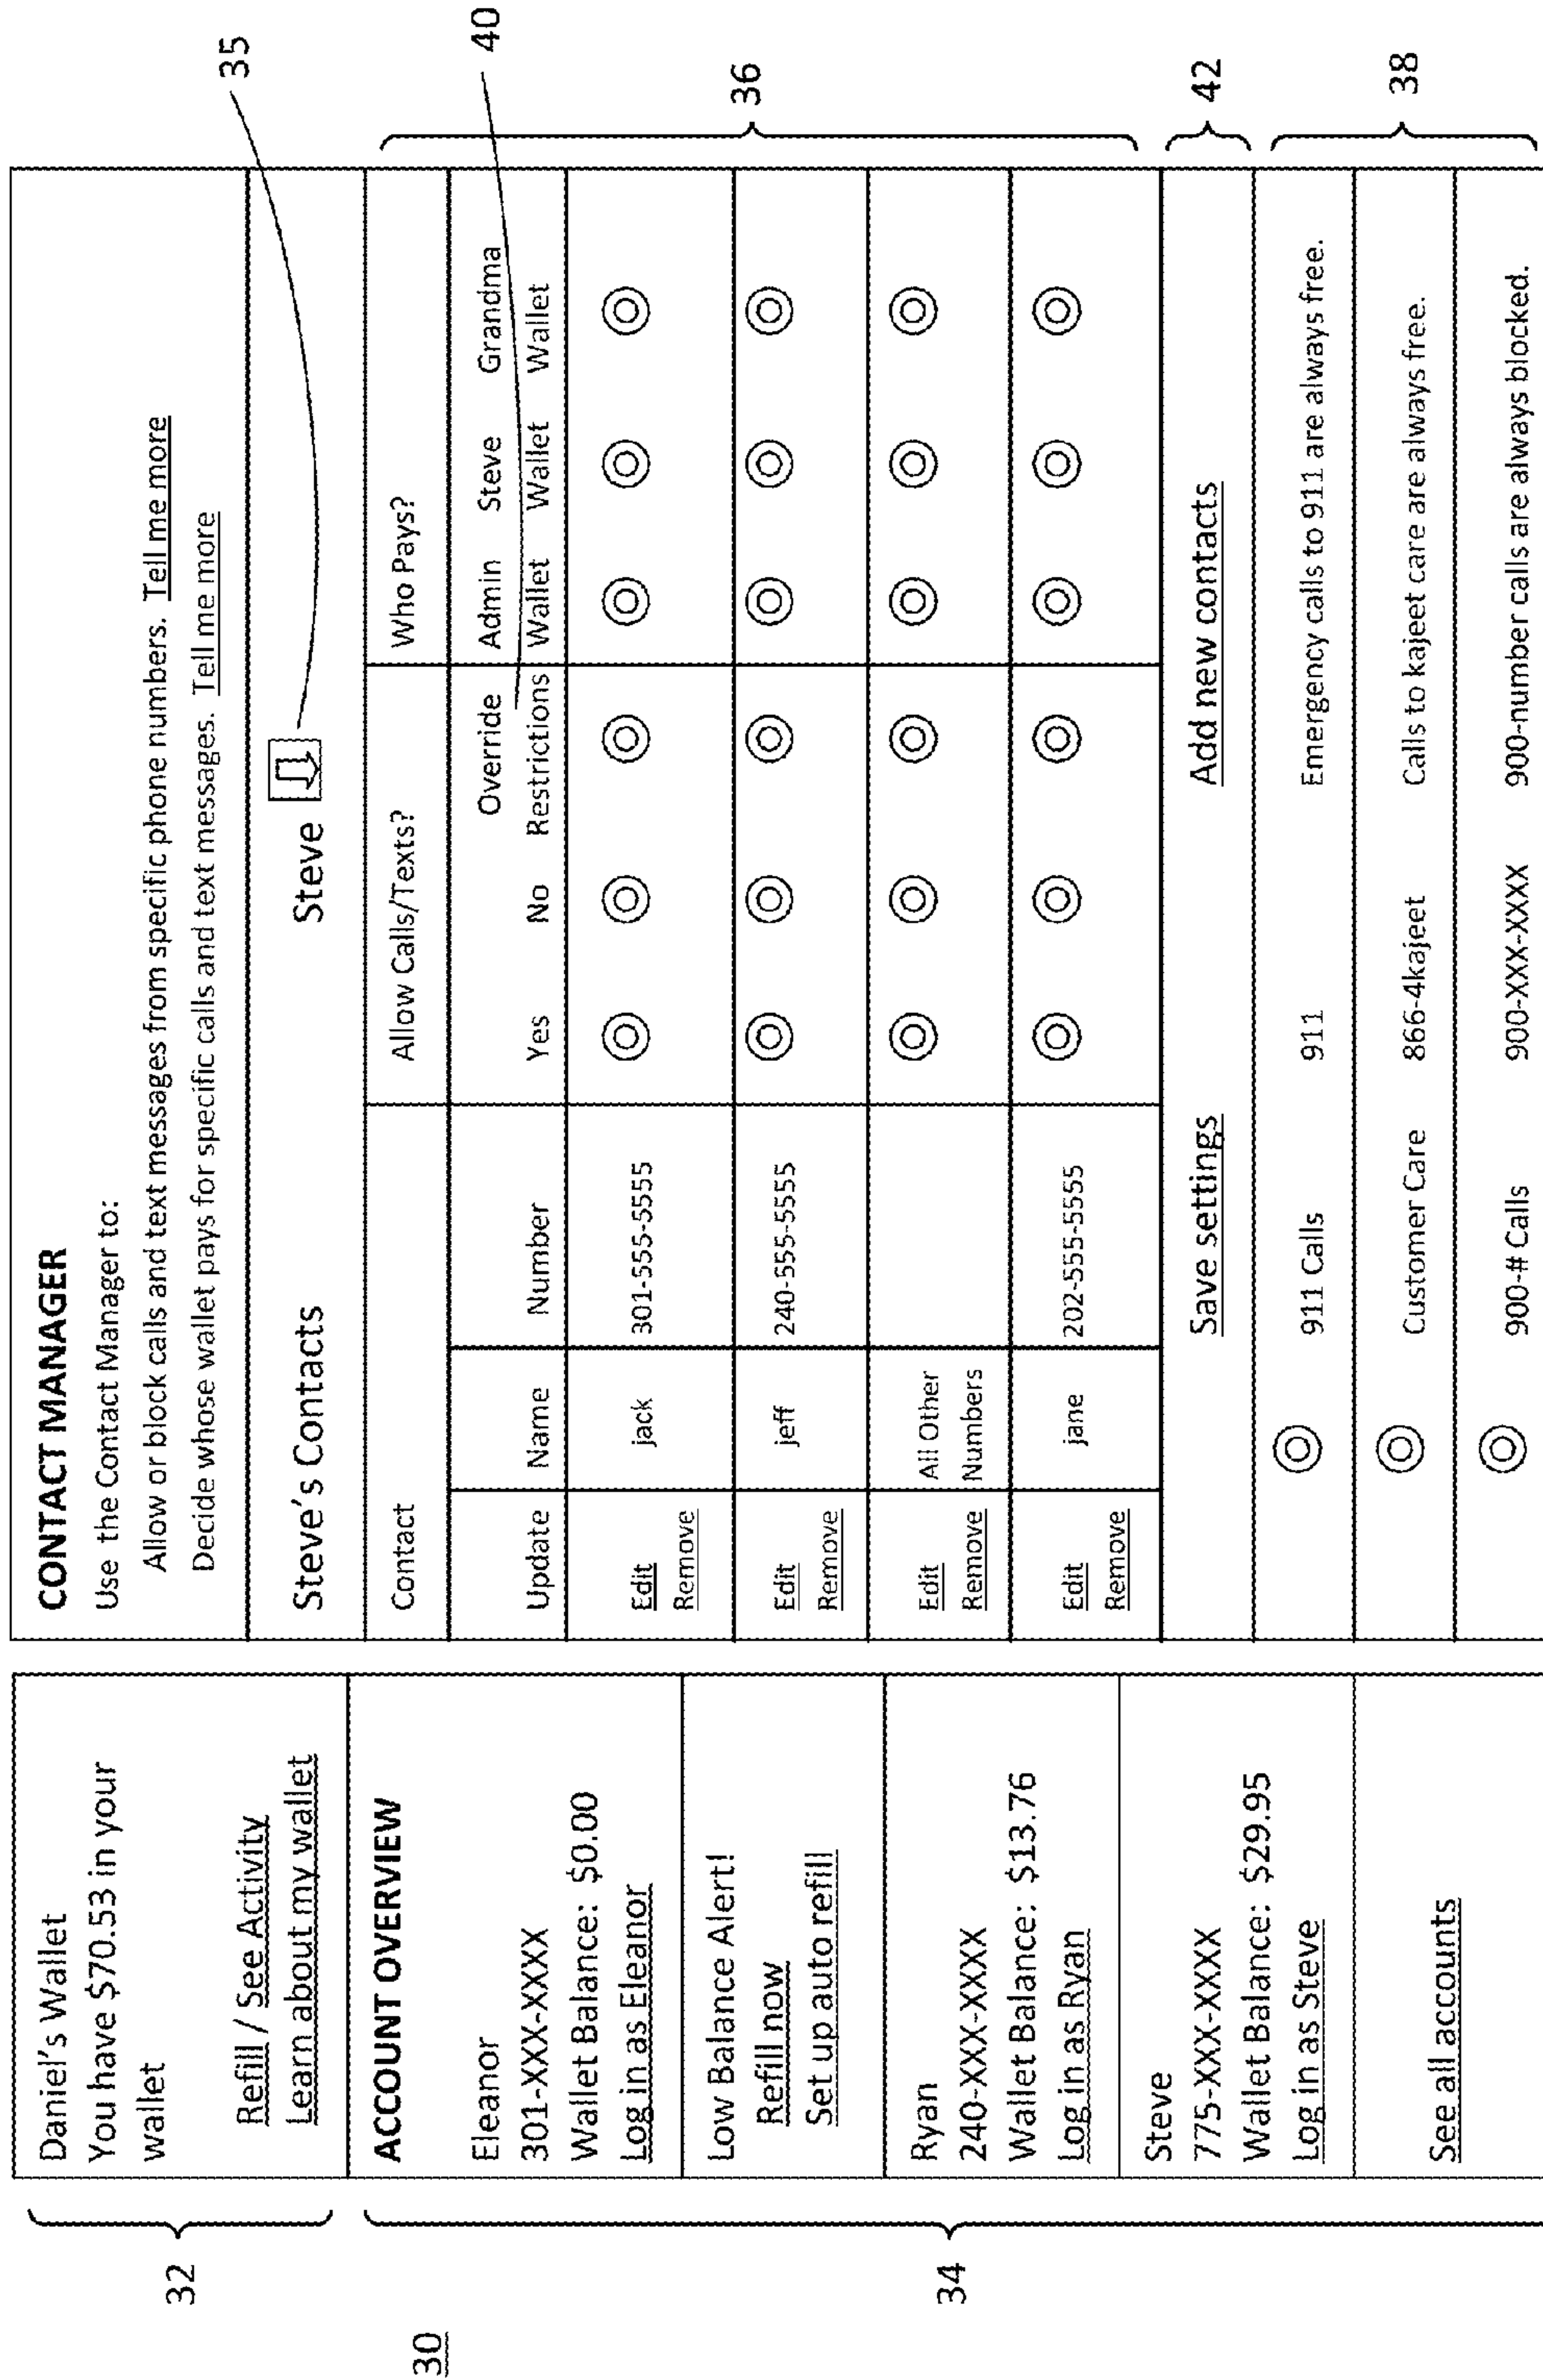 30
32
Daniel's Wallet
You have $70.53 in your
wallet
Refill / See Activity
Learn about my wallet
34
ACCOUNT OVERVIEW
Eleanor
301-XXX-XXXX
Wallet Balance: $0.00
Log in as Eleanor
Low Balance Alert!
Refill now
Set up auto refill
Ryan
240-XXX-XXXX
Wallet Balance: $13.76
Log in as Ryan
Steve
775-XXX-XXXX
Wallet Balance: $29.95
Log in as Steve
See all accounts
CONTACT MANAGER
Use the Contact Manager to:
Allow or block calls and text messages from specific phone numbers. Tell me more
Decide whose wallet pays for specific calls and text messages. Tell me more
35
Steve's Contacts Steve
40
Contact Allow Calls/Texts? Who Pays?
Override Admin Steve Grandma
Update Name Number Yes No Restrictions Wallet Wallet Wallet
Edit jack 301-555-5555
Remove
36
Edit jeff 240-555-5555
Remove
All Other
Edit
Remove Numbers
Edit jane 202-555-5555
Remove
Save settings Add new contacts
42
911 Calls 911 Emergency calls to 911 are always free.
Customer Care 866-4kajeet Calls to kajeet care are always free.
38
900-# Calls 900-XXX-XXXX 900-number calls are always blocked.